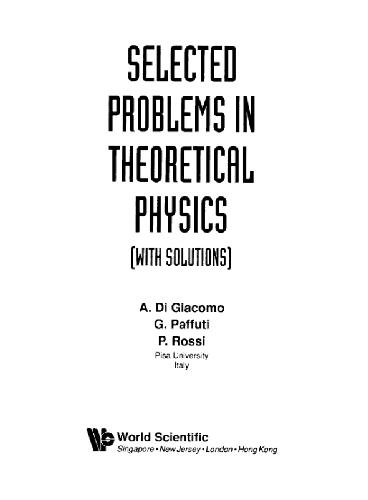 SELECTED
PROBLEMS IN
THEORETICAL
PHYSICS
(WITH SOLUTIONS)
A. Di Giacomo
G. Paffuti
P. Rossi
Pisa University
Italy
World Scientific
Singapore • New Jersey • London • Hong Kong